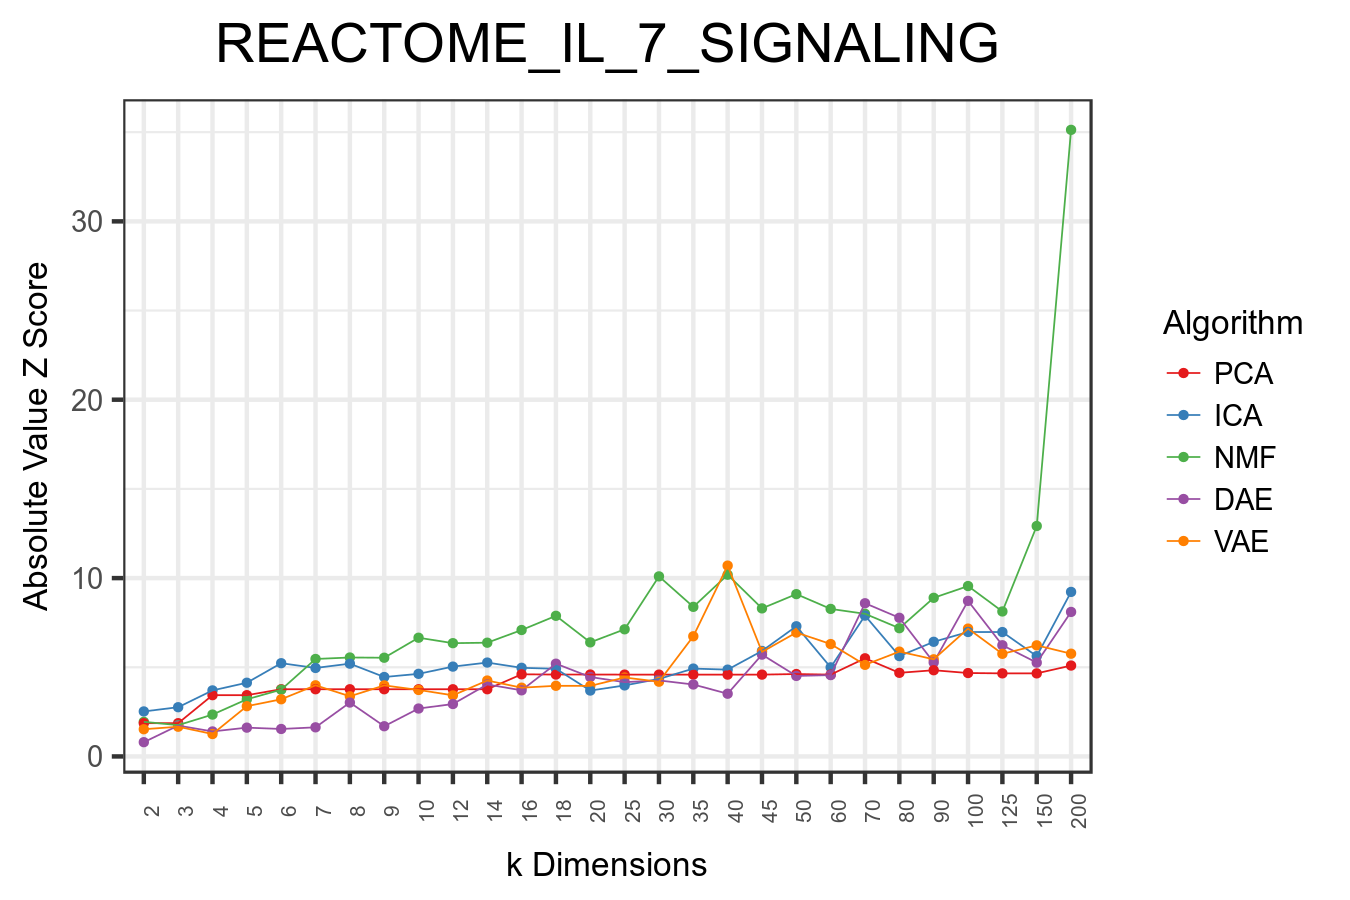 REACTOME_IL_7_SIGNALING
Absolute Value Z Score
30
20
10
0
2 3 4 5 6 7 8 9 10 12 14 16 18 20 25 30 35 40 45 50 60 70 80 90 100 125 150 200
k Dimensions
Algorithm
PCA
ICA
NMF
DAE
VAE